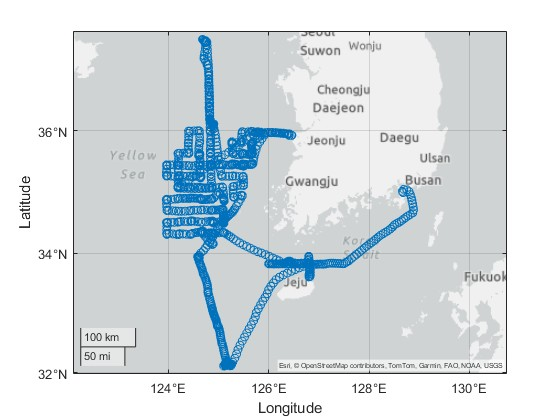 Seoul
Suwon Wonju
Cheongyu
Daejeon
36°N
Jeonju Daegu
Yellow
Sea
Ulsan
Gwangju Busan
Latitude
34°N
Jeju
Fukuok
100 km
50 mi
Esri, © OpenStreetMap contributors, TomTom, Garmin, FAO, NOAA, USGS
32°N
124°E 126°E 128°E 130°E
Longitude